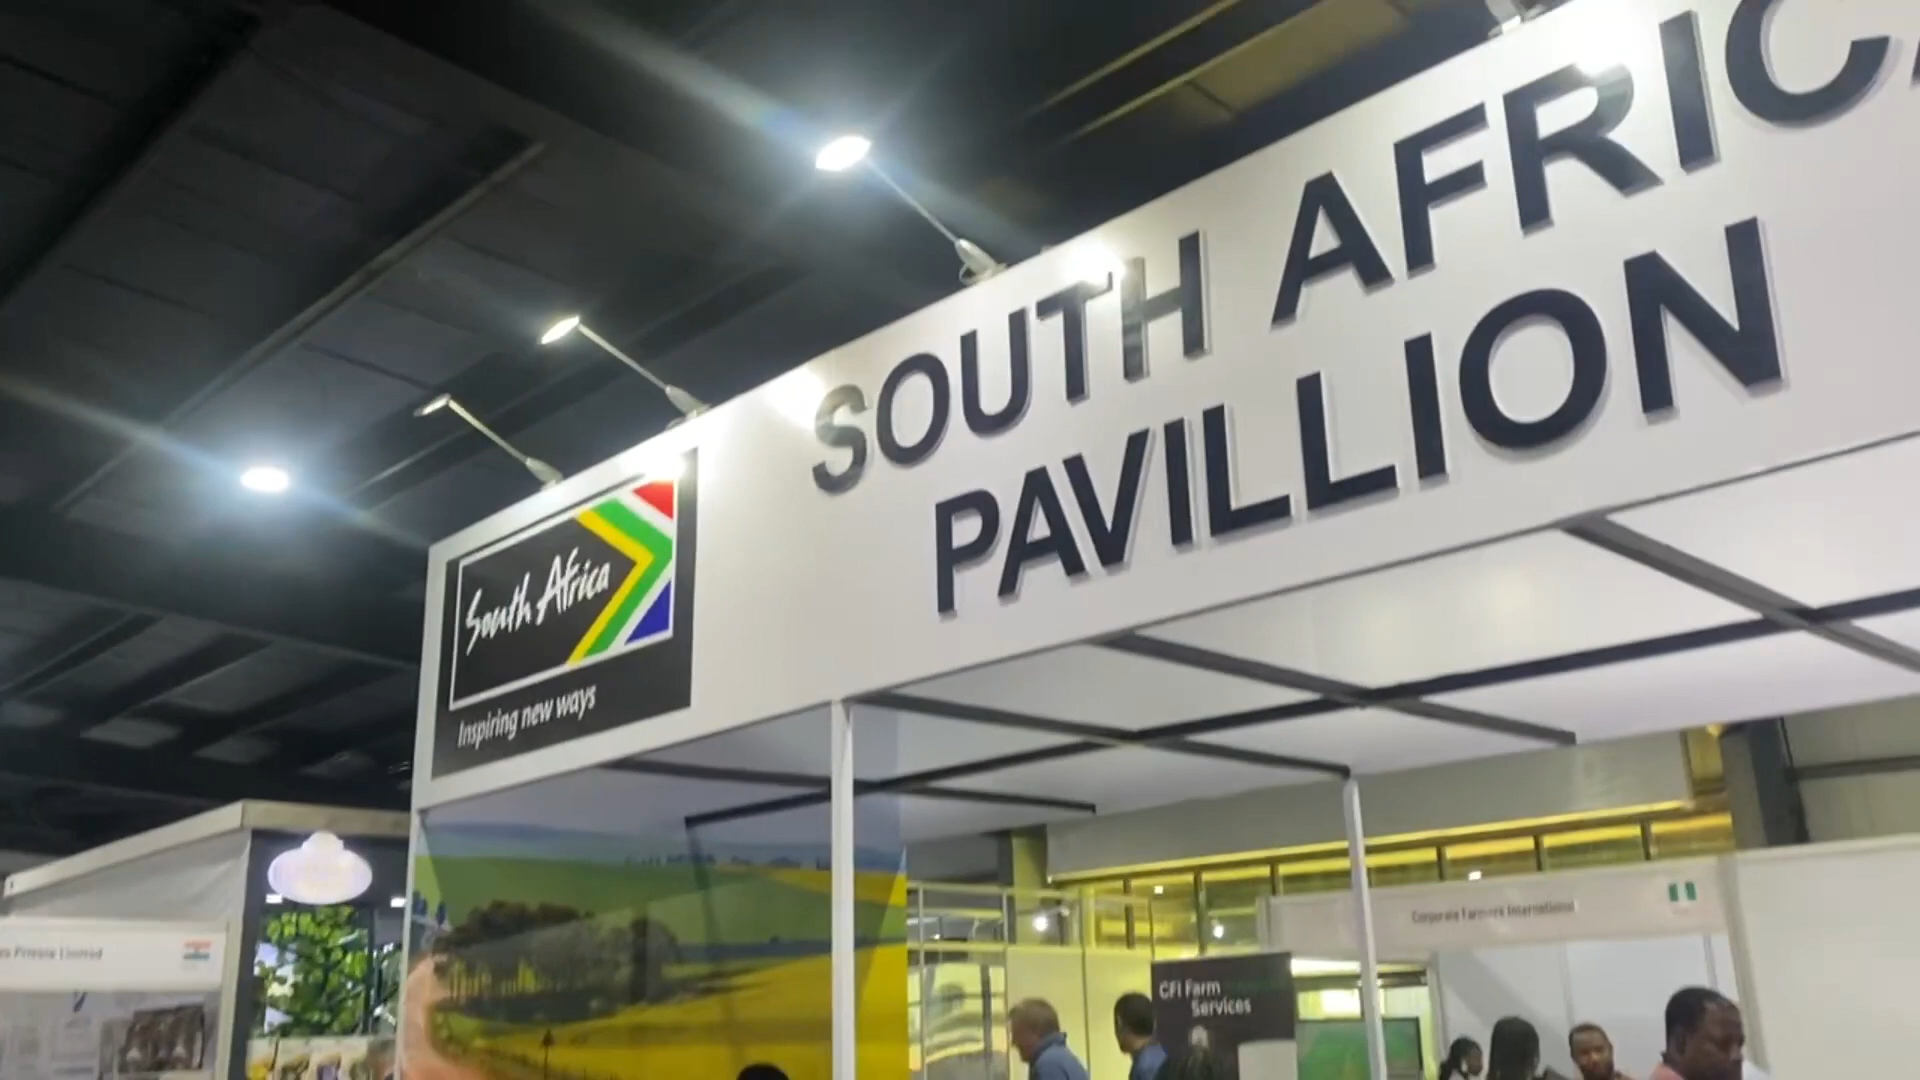 SOUTH AFRIC
PAVILLION
South Africa
Inspiring new ways
Corporate Farmers International
CFI Farm
Services
Private Limited